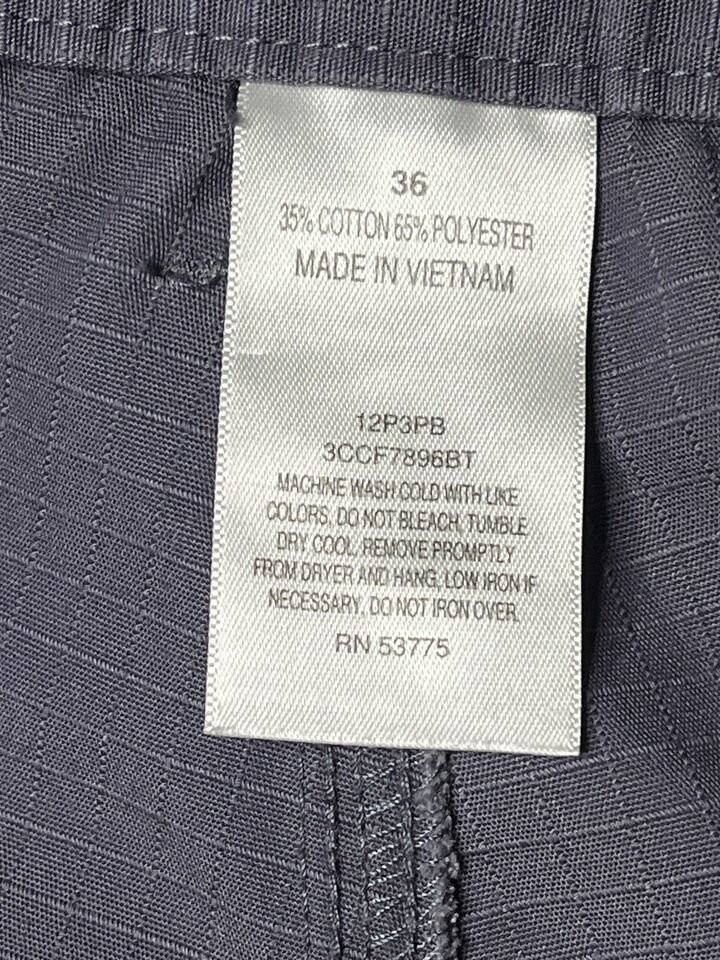 36
35% COTTON 65% POLYESTER
MADE IN VIETNAM
12P3PB
3CCF7896BT
MACHINE WASH COLD WITH LIKE
COLORS, DO NOT BLEACH, TUMBLE
DRY COOL, REMOVE PROMPTLY
FROM DRYER AND HANG, LOW IRON IF
NECESSARY, DO NOT IRON OVER.
RN 53775